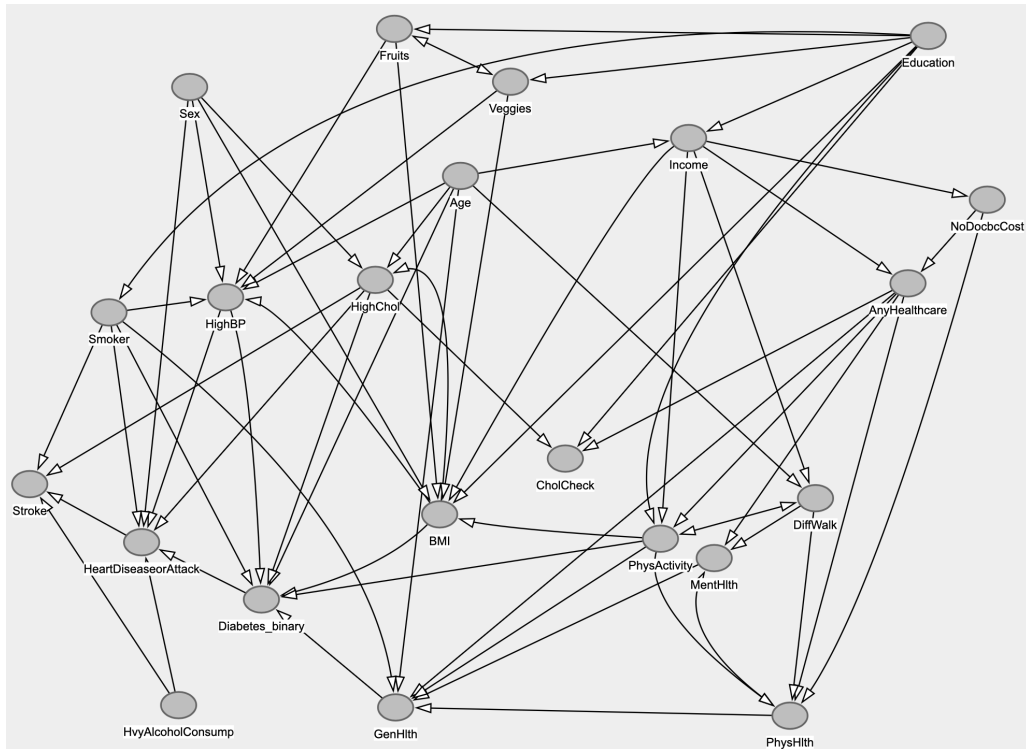 Fruits
Education
Veggies
Sex
Income
Age
NoDocbcCost
AnyHealthcare
HighChol
HighBP
Smoker
CholCheck
Stroke
DiffWalk
BMI
HeartDiseaseorAttack
PhysActivity
MentHlth
Diabetes_binary
HvyAlcoholConsump
GenHlth
PhysHlth